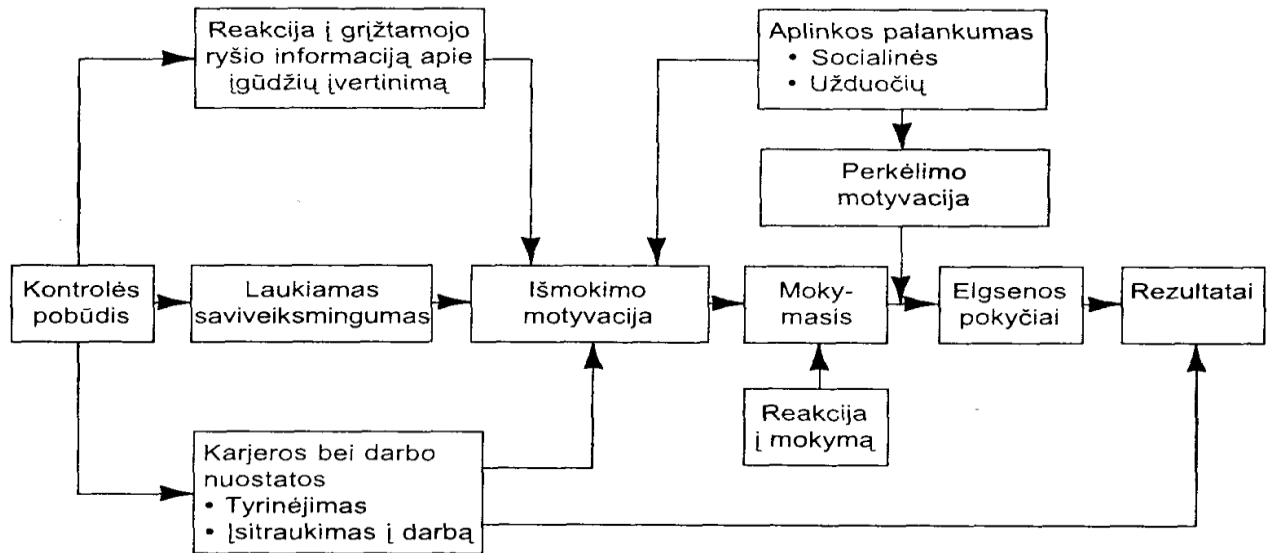 Reakcija į grįžtamojo
ryšio informaciją apie
įgūdžių įvertinimą
Aplinkos palankumas
• Socialinės
• Užduočių
Perkėlimo
motyvacija
Kontrolės
pobūdis
Laukiamas
saviveiksmingumas
Išmokimo
motyvacija
Moky-
masis
Elgsenos
pokyčiai
Rezultatai
Reakcija
į mokymą
Karjeros bei darbo
nuostatos
• Tyrinėjimas
• Įsitraukimas į darbą